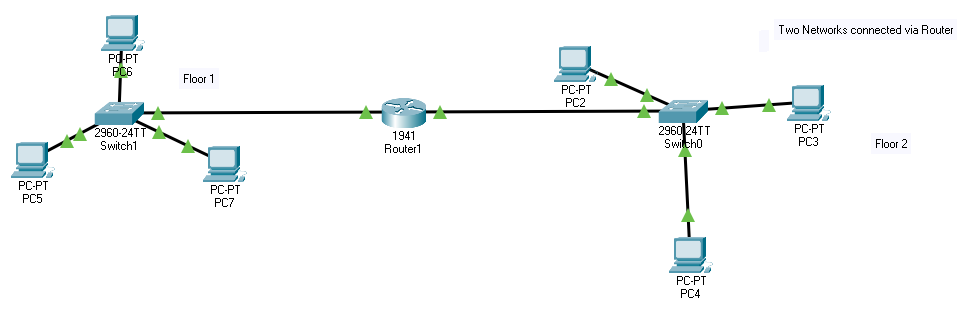 Two Networks connected via Router
PC-PT
PC6
Floor 1
PC-PT
PC2
2960-24TT
Switch1
1941
Router1
2960-24TT
Switch0
PC-PT
PC3
Floor 2
PC-PT
PC5
PC-PT
PC7
PC-PT
PC4